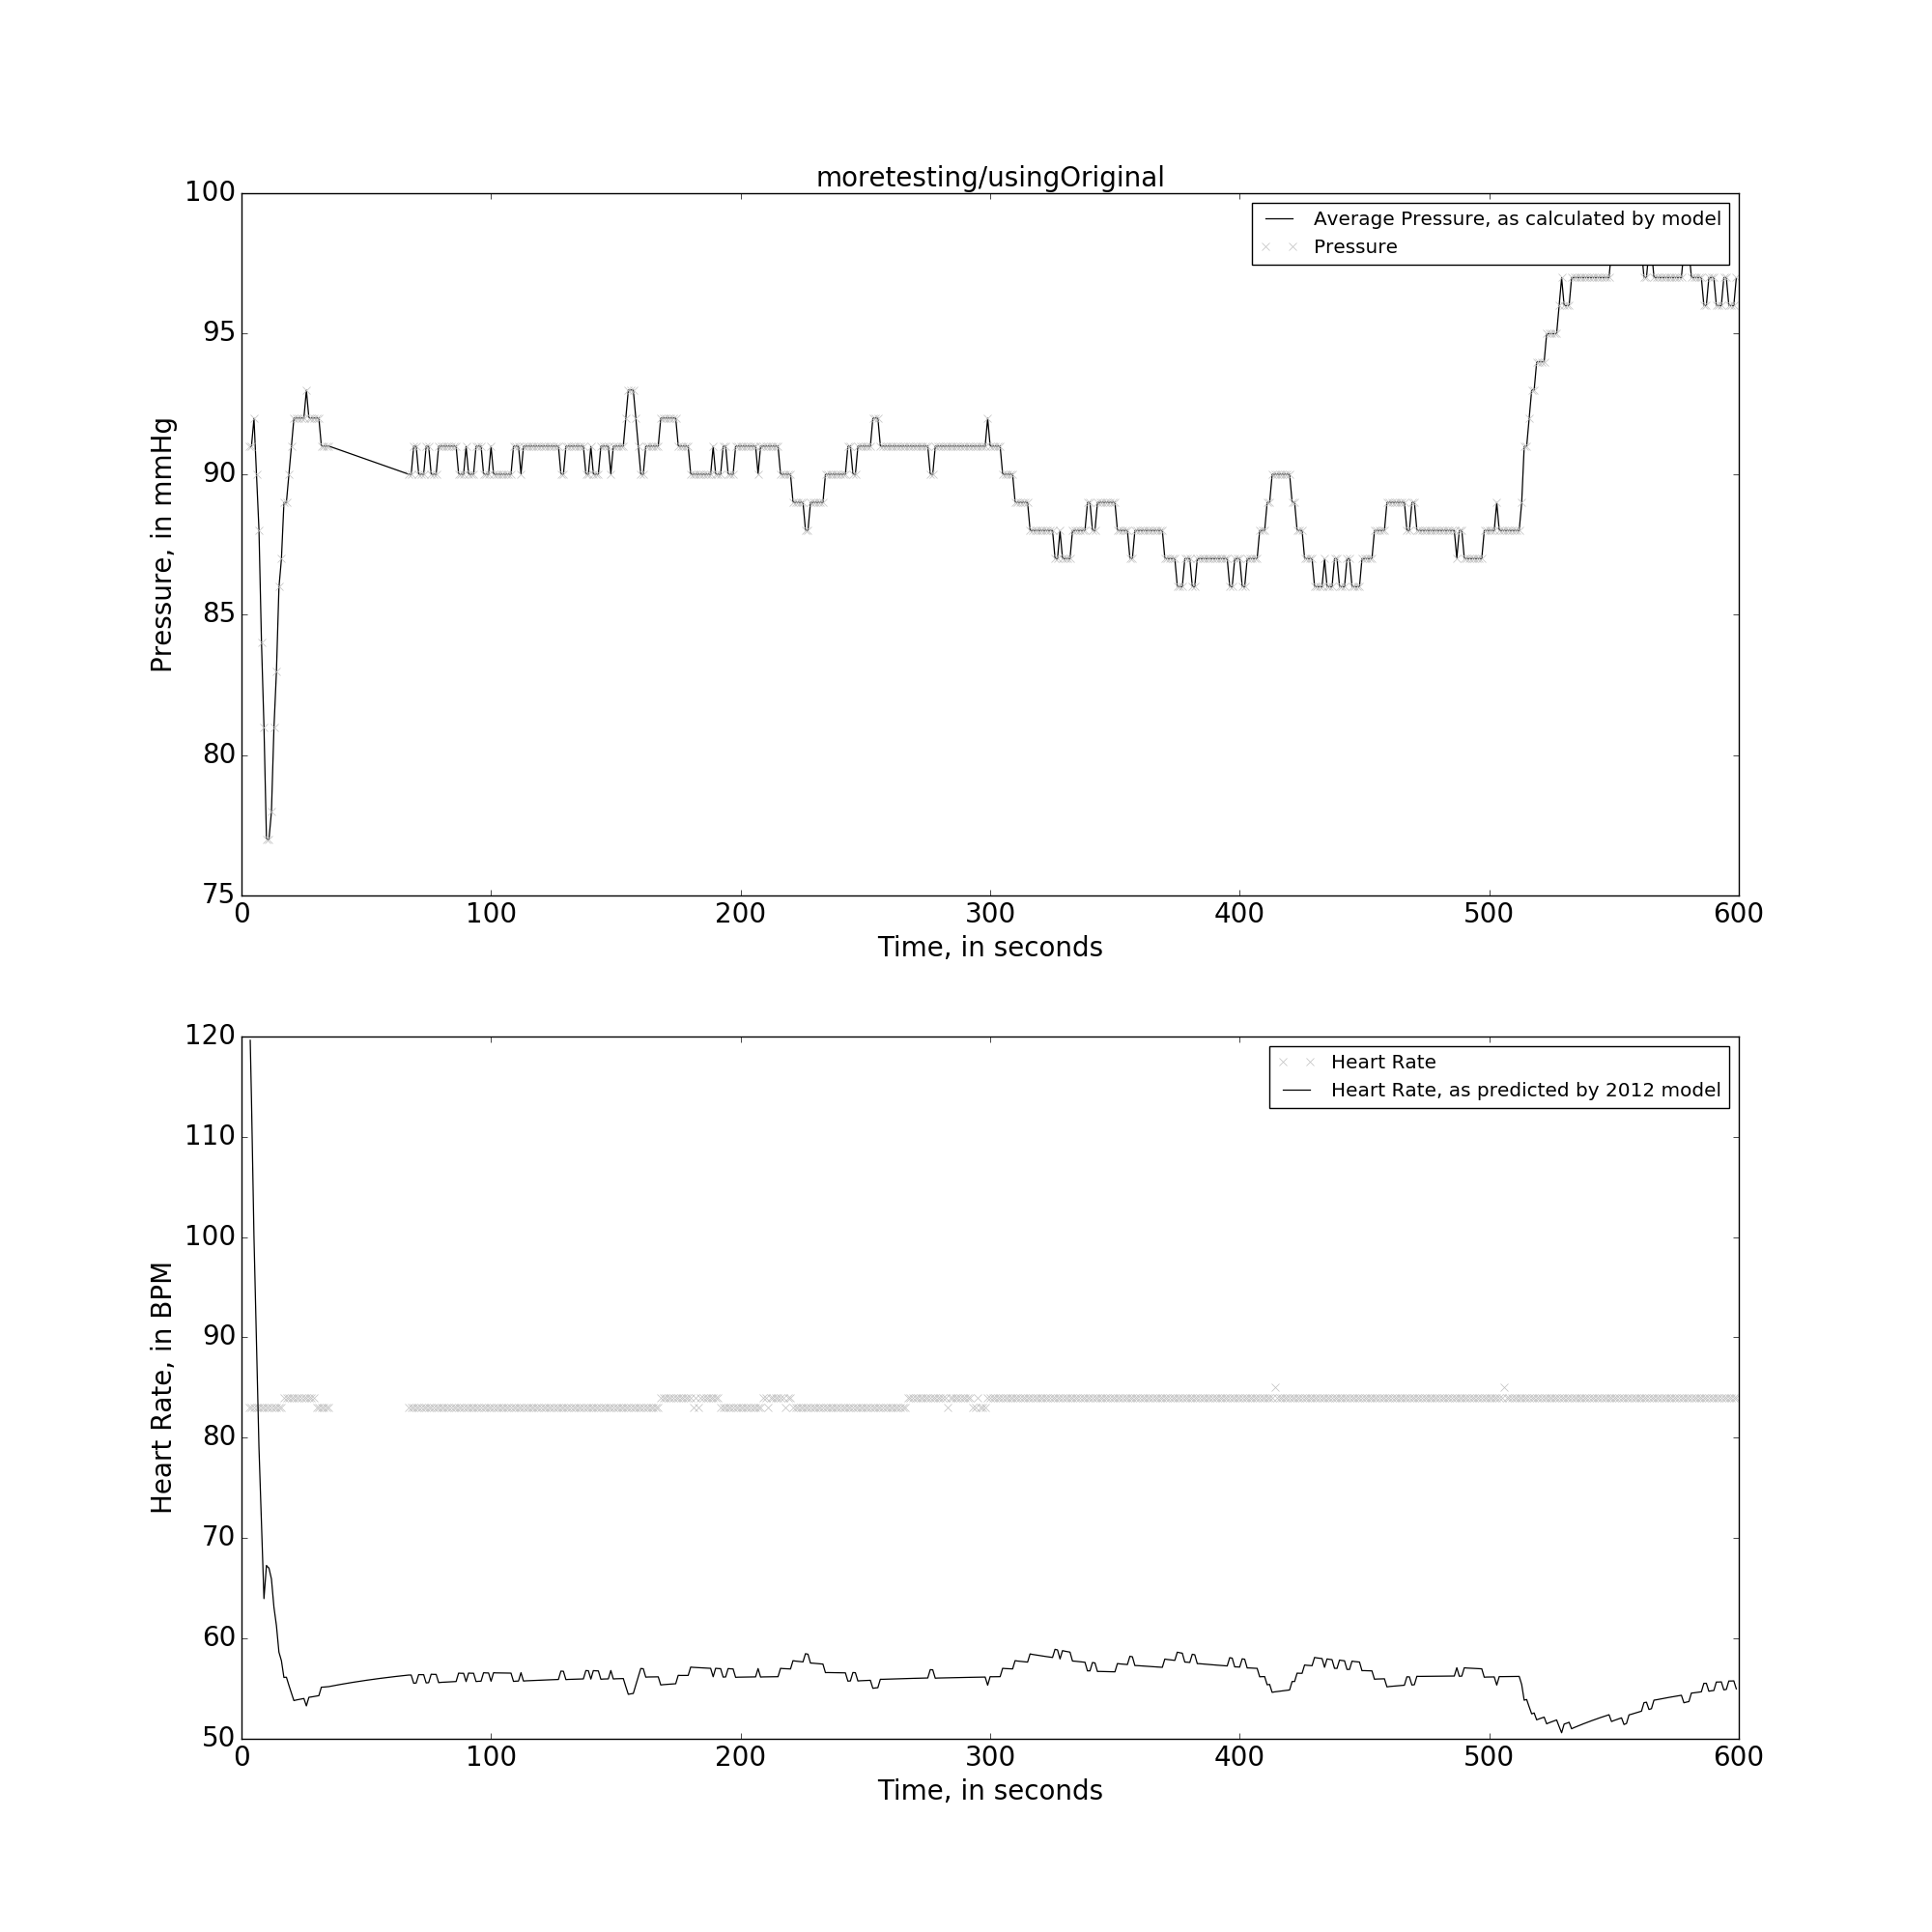 moretesting/usingOriginal
100
95
90
85
80
75
Pressure, in mmHg
Average Pressure, as calculated by model
Pressure
0 100 200 300 400 500 600
Time, in seconds
120
110
100
90
80
70
60
50
Heart Rate, in BPM
Heart Rate
Heart Rate, as predicted by 2012 model
0 100 200 300 400 500 600
Time, in seconds